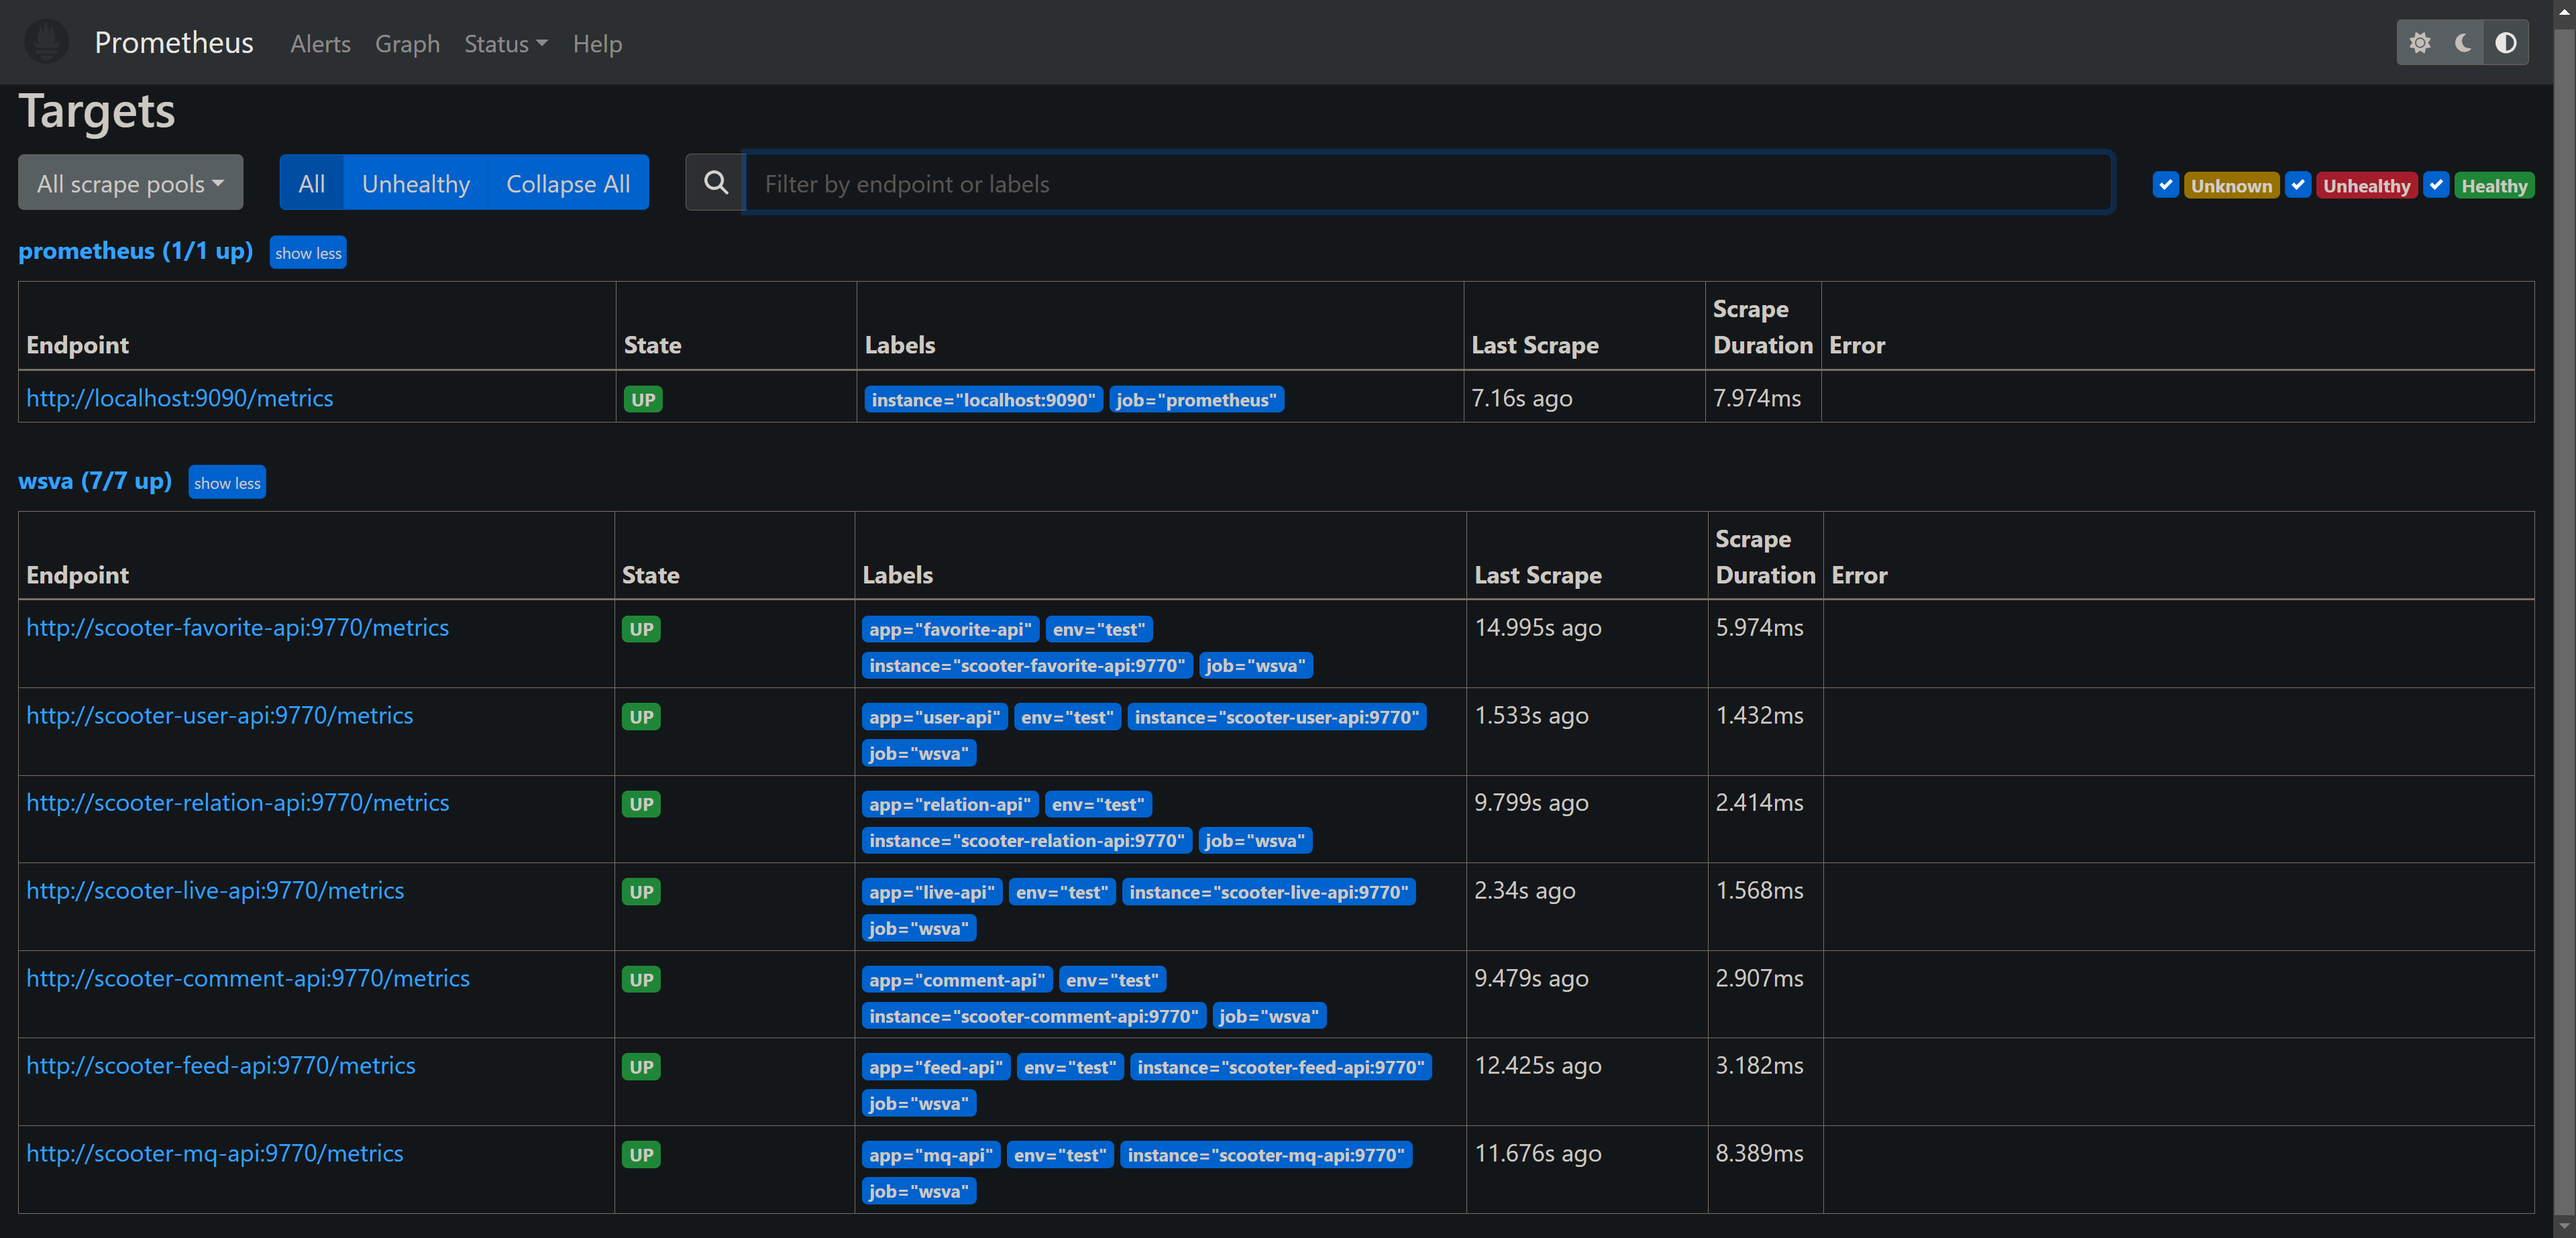 Prometheus Alerts Graph Status Help
Targets
All scrape pools All Unhealthy Collapse All Filter by endpoint or labels Unknown Unhealthy Healthy
prometheus (1/1 up) show less
Endpoint State Labels Last Scrape Scrape Duration Error
http://localhost:9090/metrics UP instance="localhost:9090" job="prometheus" 7.16s ago 7.974ms
wsva (7/7 up) show less
Endpoint State Labels Last Scrape Scrape Duration Error
http://scooter-favorite-api:9770/metrics UP app="favorite-api" env="test" 14.995s ago 5.974ms
instance="scooter-favorite-api:9770" job="wsva"
http://scooter-user-api:9770/metrics UP app="user-api" env="test" instance="scooter-user-api:9770" 1.533s ago 1.432ms
job="wsva"
http://scooter-relation-api:9770/metrics UP app="relation-api" env="test" 9.799s ago 2.414ms
instance="scooter-relation-api:9770" job="wsva"
http://scooter-live-api:9770/metrics UP app="live-api" env="test" instance="scooter-live-api:9770" 2.34s ago 1.568ms
job="wsva"
http://scooter-comment-api:9770/metrics UP app="comment-api" env="test" 9.479s ago 2.907ms
instance="scooter-comment-api:9770" job="wsva"
http://scooter-feed-api:9770/metrics UP app="feed-api" env="test" instance="scooter-feed-api:9770" 12.425s ago 3.182ms
job="wsva"
http://scooter-mq-api:9770/metrics UP app="mq-api" env="test" instance="scooter-mq-api:9770" 11.676s ago 8.389ms
job="wsva"